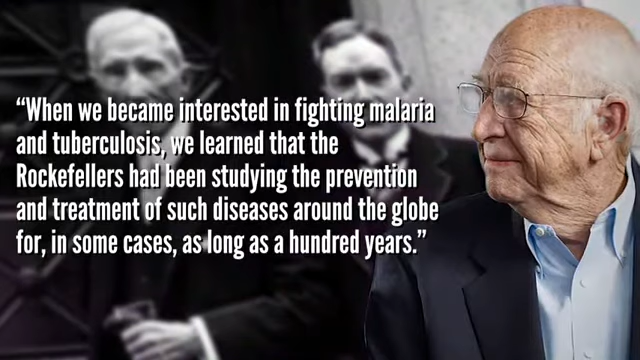 “When we became interested in fighting malaria
and tuberculosis, we learned that the
Rockefellers had been studying the prevention
and treatment of such diseases around the globe
for, in some cases, as long as a hundred years.”